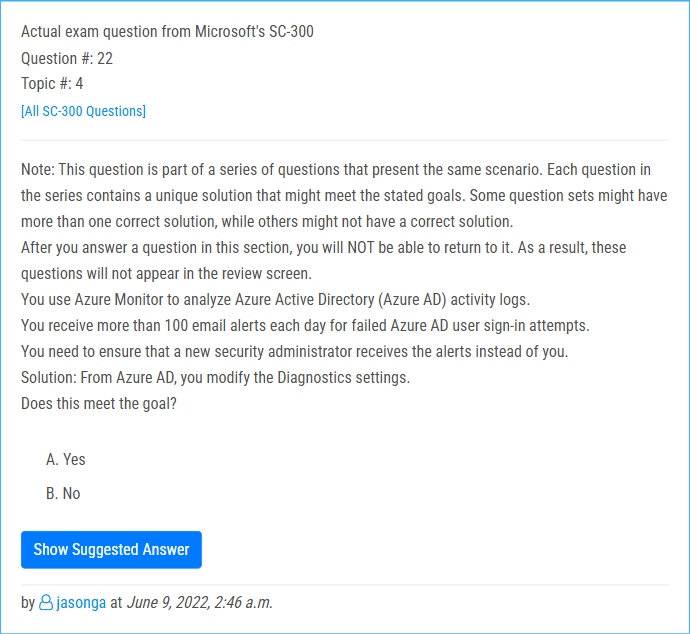 Actual exam question from Microsoft's SC-300
Question #: 22
Topic #: 4
[All SC-300 Questions]
Note: This question is part of a series of questions that present the same scenario. Each question in
the series contains a unique solution that might meet the stated goals. Some question sets might have
more than one correct solution, while others might not have a correct solution.
After you answer a question in this section, you will NOT be able to return to it. As a result, these
questions will not appear in the review screen.
You use Azure Monitor to analyze Azure Active Directory (Azure AD) activity logs.
You receive more than 100 email alerts each day for failed Azure AD user sign-in attempts.
You need to ensure that a new security administrator receives the alerts instead of you.
Solution: From Azure AD, you modify the Diagnostics settings.
Does this meet the goal?
A. Yes
B. No
Show Suggested Answer
by jasonga at June 9, 2022, 2:46 a.m.